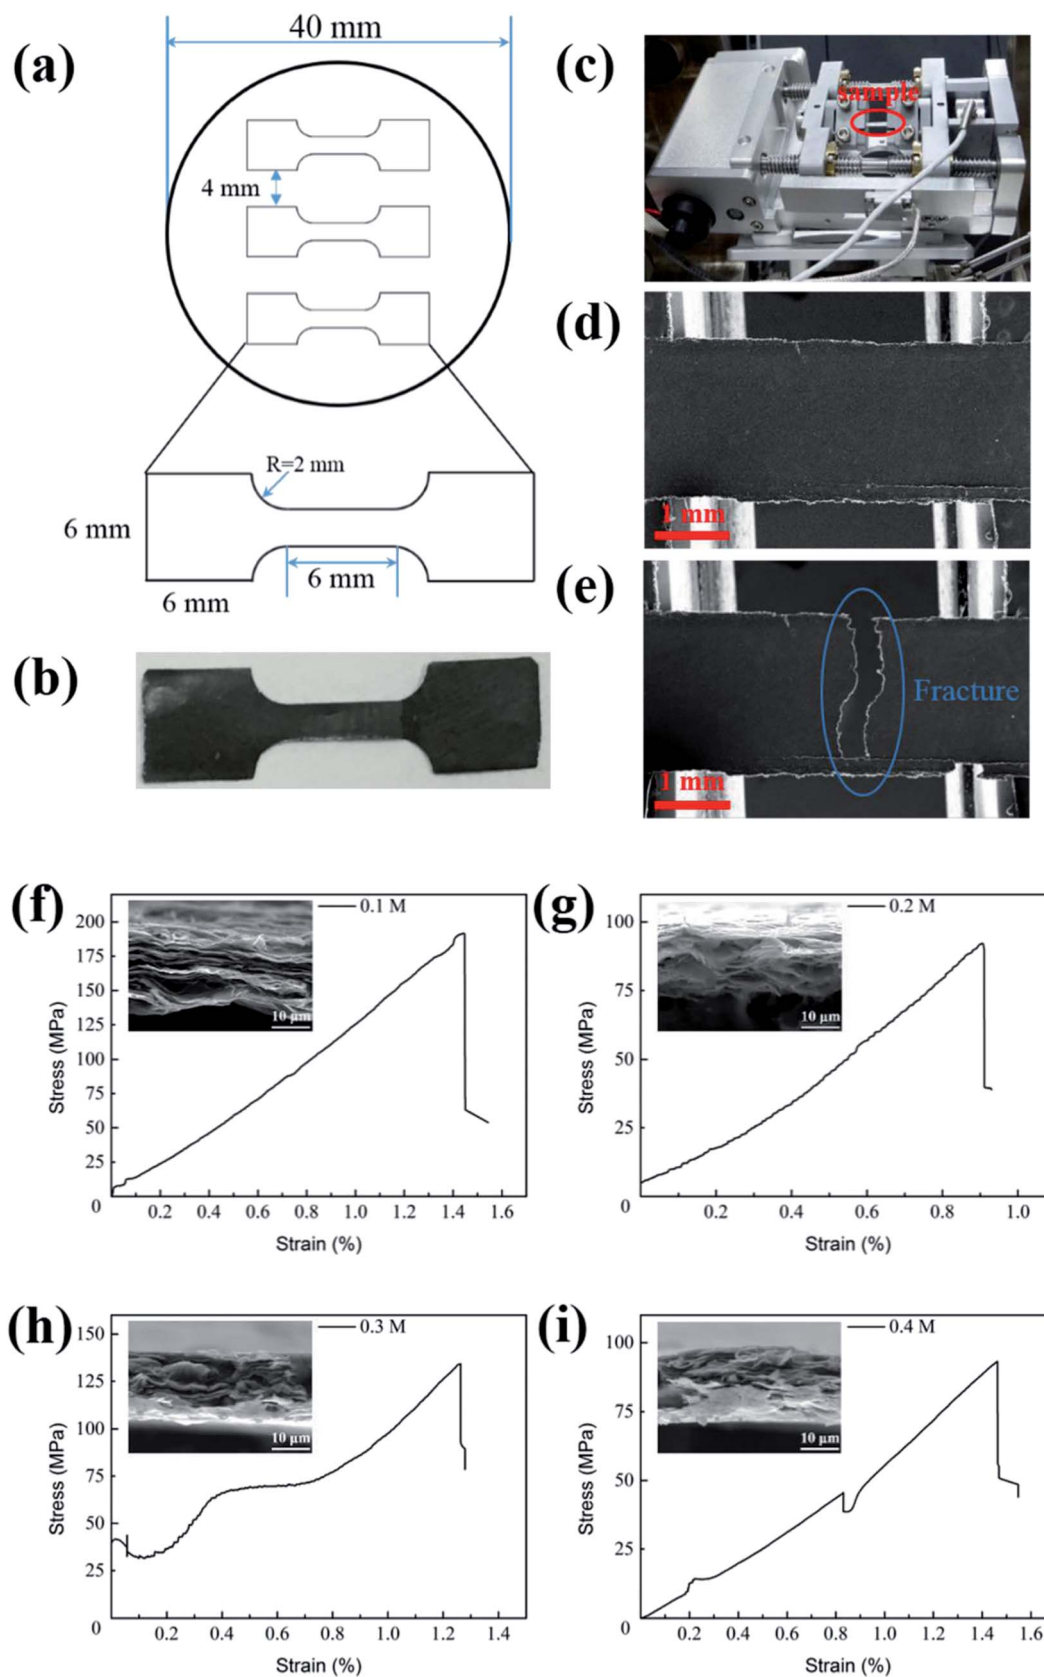 40 mm
(a)
4 mm
R=2 mm
6 mm
6 mm
6 mm
(b)
(c)
sample
(d)
1 mm
(e)
Fracture
1 mm
(f)
0.1 M
10 μm
200
175
150
125
100
75
50
25
0
0.2 0.4 0.6 0.8 1.0 1.2 1.4 1.6
Stress (MPa)
Strain (%)
(g)
0.2 M
10 μm
100
75
50
25
0
0.2 0.4 0.6 0.8 1.0
Stress (MPa)
Strain (%)
(h)
0.3 M
10 μm
150
125
100
75
50
25
0
0.2 0.4 0.6 0.8 1.0 1.2 1.4
Stress (MPa)
Strain (%)
(i)
0.4 M
10 μm
100
75
50
25
0
0.2 0.4 0.6 0.8 1.0 1.2 1.4 1.6
Stress (MPa)
Strain (%)